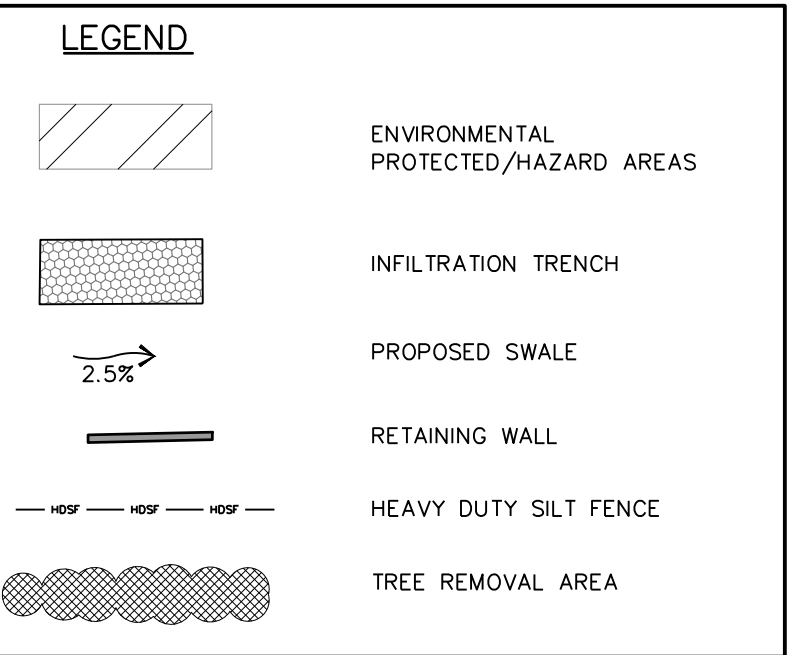 LEGEND
ENVIRONMENTAL
PROTECTED/HAZARD AREAS
INFILTRATION TRENCH
PROPOSED SWALE
2.5%
RETAINING WALL
HDSF HDSF HDSF
HEAVY DUTY SILT FENCE
TREE REMOVAL AREA